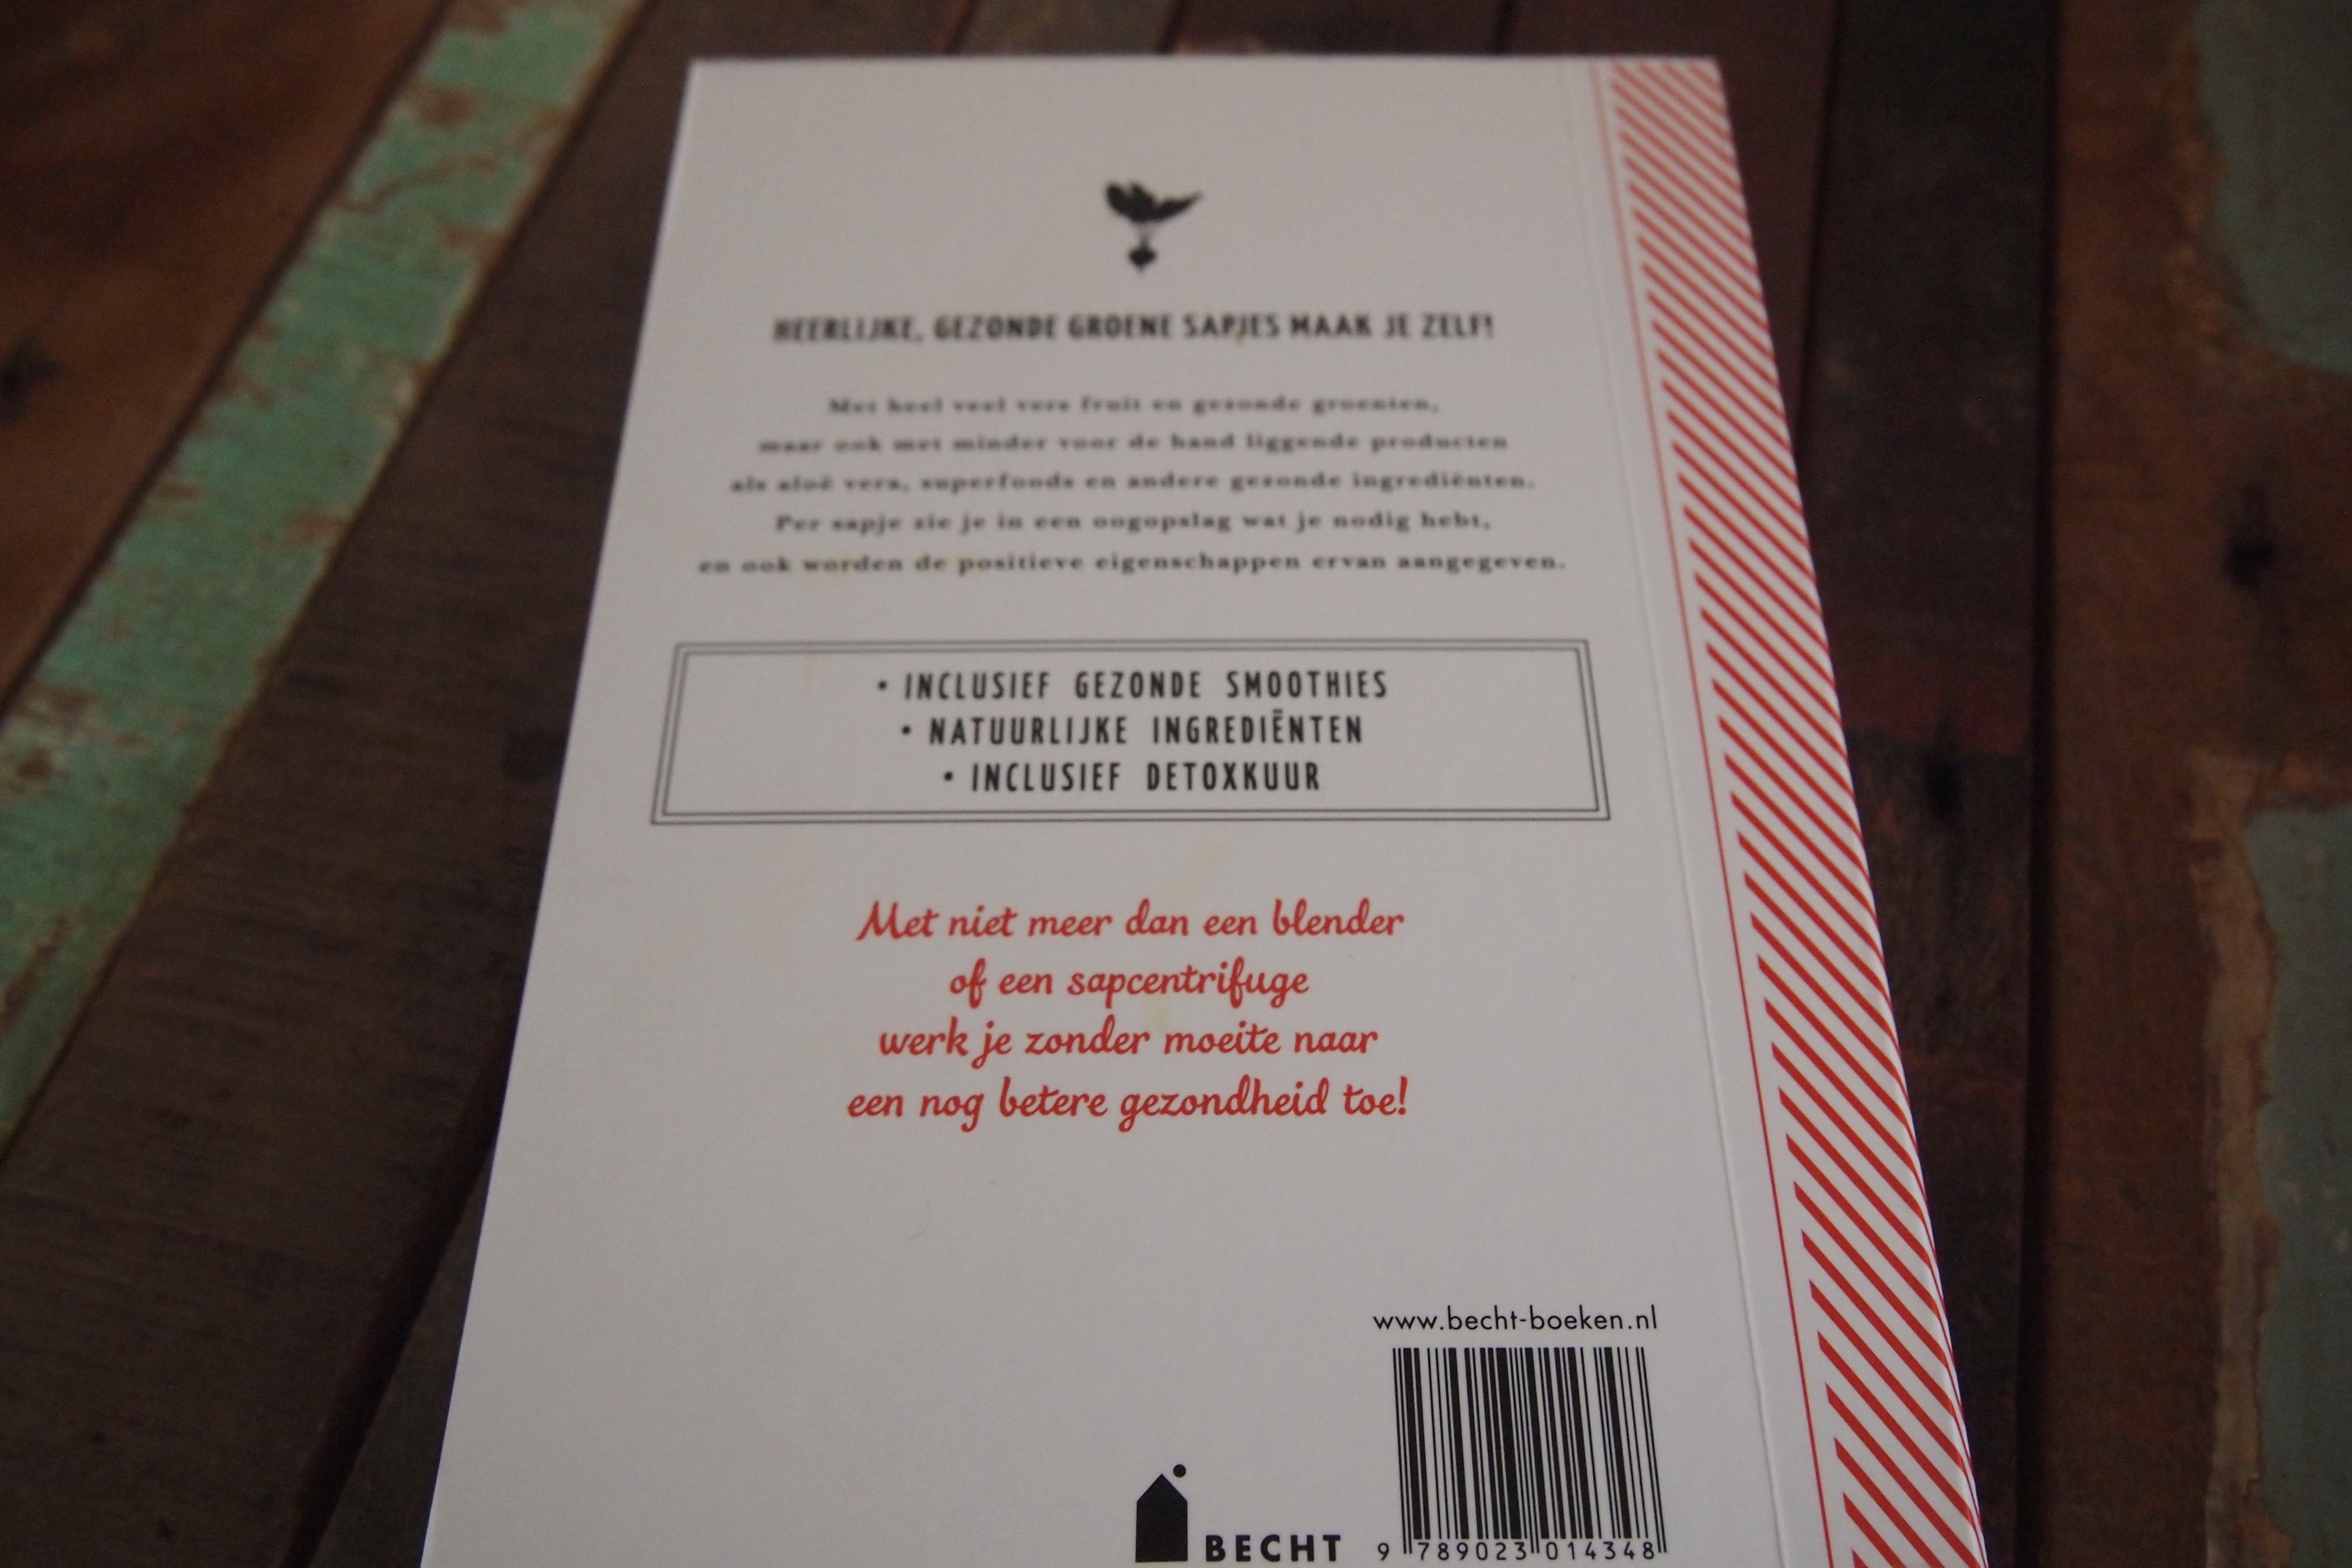 HEERLIJKE, GEZONDE GROENE SAPJES MAAK JE ZELF!
Met heel veel vers fruit en gezonde groenten,
maar ook met minder voor de hand liggende producten
als aloë vera, superfoods en andere gezonde ingrediënten.
Per sapje zie je in een oogopslag wat je nodig hebt,
en ook worden de positieve eigenschappen ervan aangegeven.
• INCLUSIEF GEZONDE SMOOTHIES
• NATUURLIJKE INGREDIËNTEN
• INCLUSIEF DETOXKUUR
Met niet meer dan een blender
of een sapcentrifuge
werk je zonder moeite naar
een nog betere gezondheid toe!
www.becht-boeken.nl
BECHT
9 789023 014348